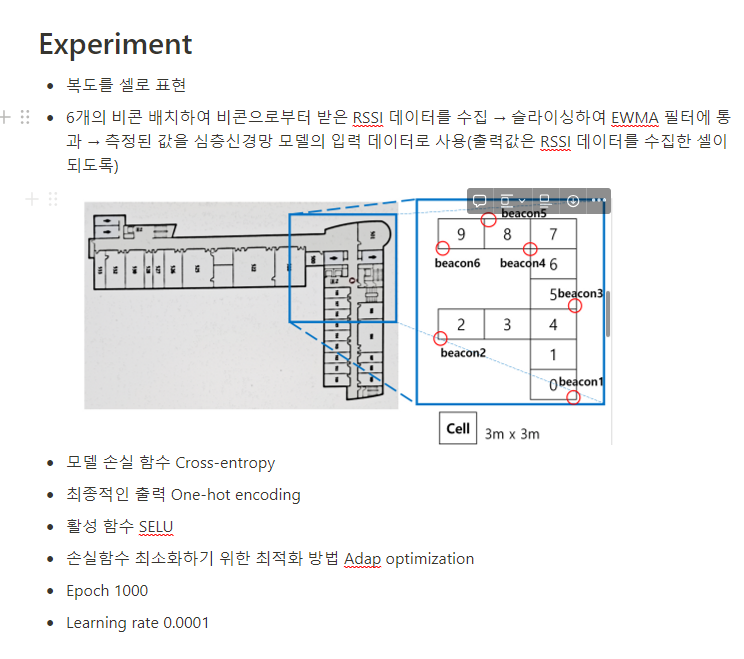 Experiment
복도를 셀로 표현
6개의 비콘 배치하여 비콘으로부터 받은 RSSI 데이터를 수집 → 슬라이싱하여 EWMA 필터에 통
과 → 측정된 값을 심층신경망 모델의 입력 데이터로 사용(출력값은 RSSI 데이터를 수집한 셀이
되도록)
beacon5
9 8 7
beacon6 beacon4 6
5 beacon3
2 3 4
beacon2 1
0 beacon1
Cell 3m x 3m
모델 손실 함수 Cross-entropy
최종적인 출력 One-hot encoding
활성 함수 SELU
손실함수 최소화하기 위한 최적화 방법 Adap optimization
Epoch 1000
Learning rate 0.0001